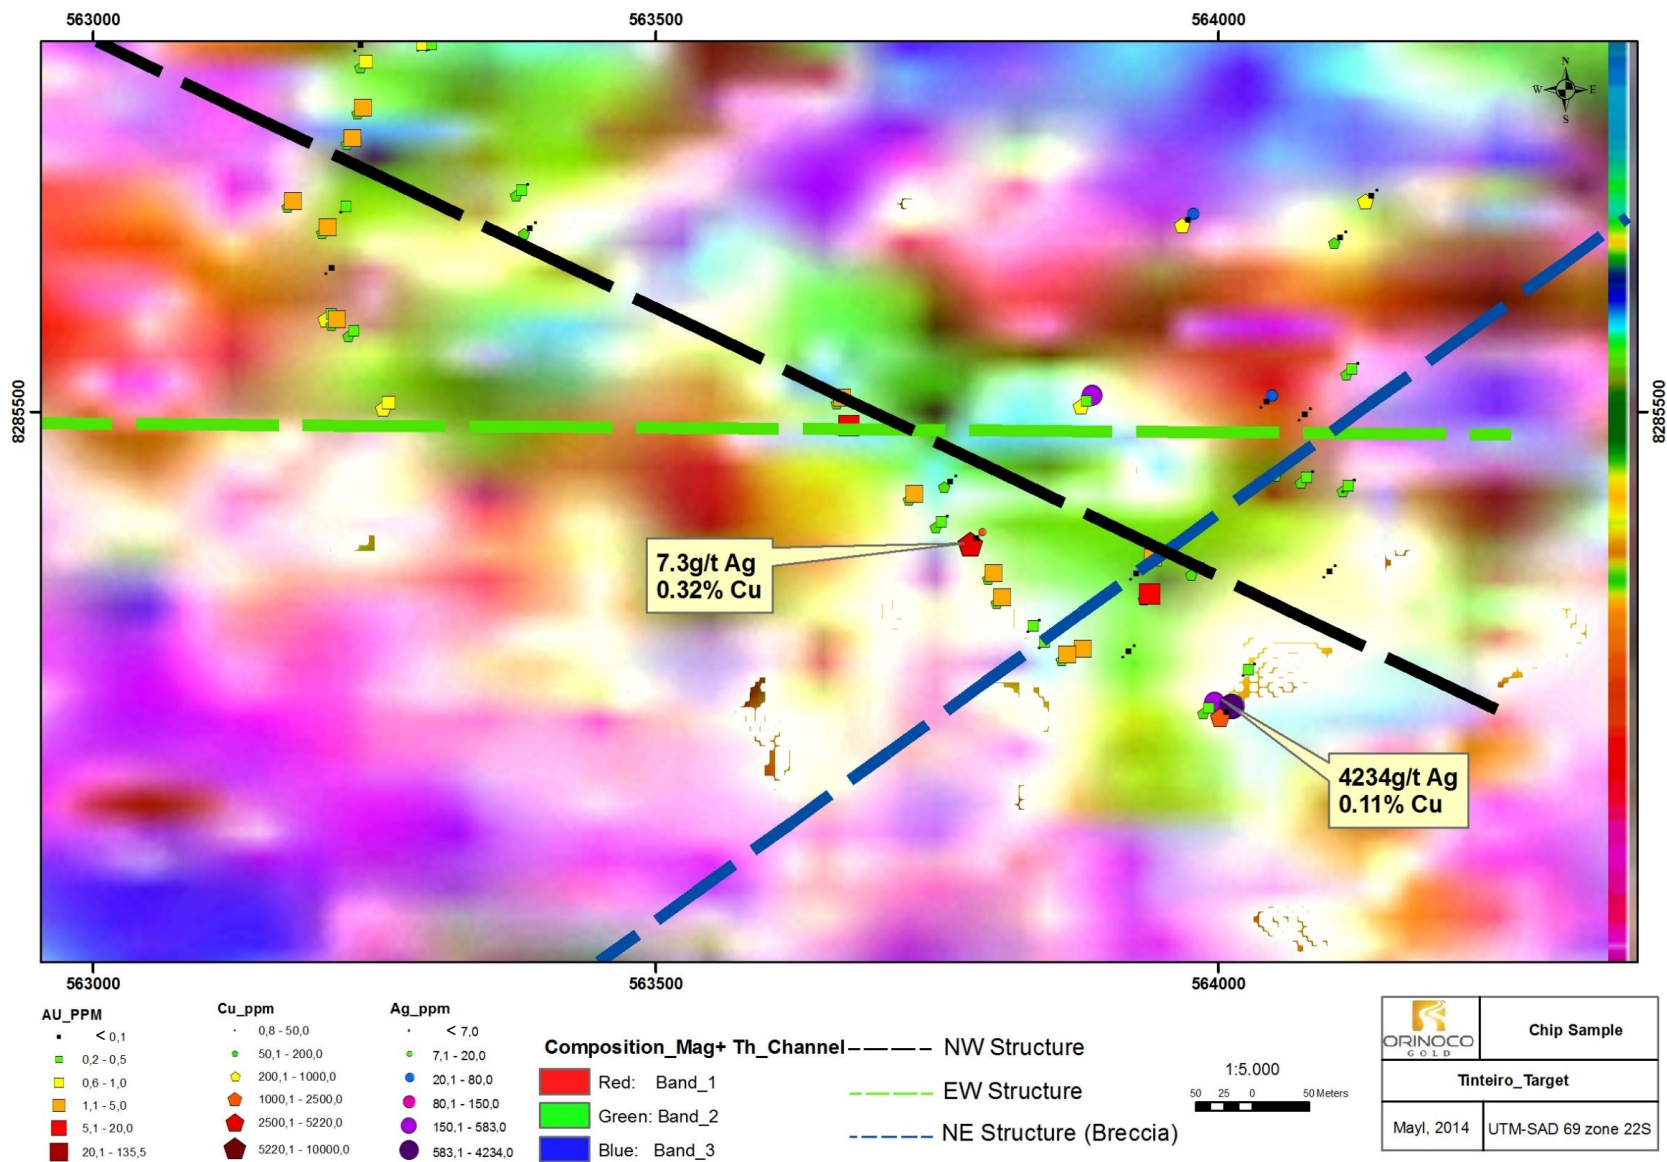 563000
563500
564000
N
W
E
S
8285500
8285500
7.3g/t Ag
0.32% Cu
4234g/t Ag
0.11% Cu
563000
563500
564000
AU_PPM
< 0,1
0,2 - 0,5
0,6 - 1,0
1,1 - 5,0
5,1 - 20,0
20,1 - 135,5
Cu_ppm
0,8 - 50,0
50,1 - 200,0
200,1 - 1000,0
1000,1 - 2500,0
2500,1 - 5220,0
5220,1 - 10000,0
Ag_ppm
< 7,0
7,1 - 20,0
20,1 - 80,0
80,1 - 150,0
150,1 - 583,0
583,1 - 4234,0
Composition_Mag+ Th_Channel
Red: Band_1
Green: Band_2
Blue: Band_3
NW Structure
EW Structure
NE Structure (Breccia)
1:5.000
50 25 0 50 Meters
ORINOCO
GOLD
Chip Sample
Tinteiro_Target
MayI, 2014
UTM-SAD 69 zone 22S